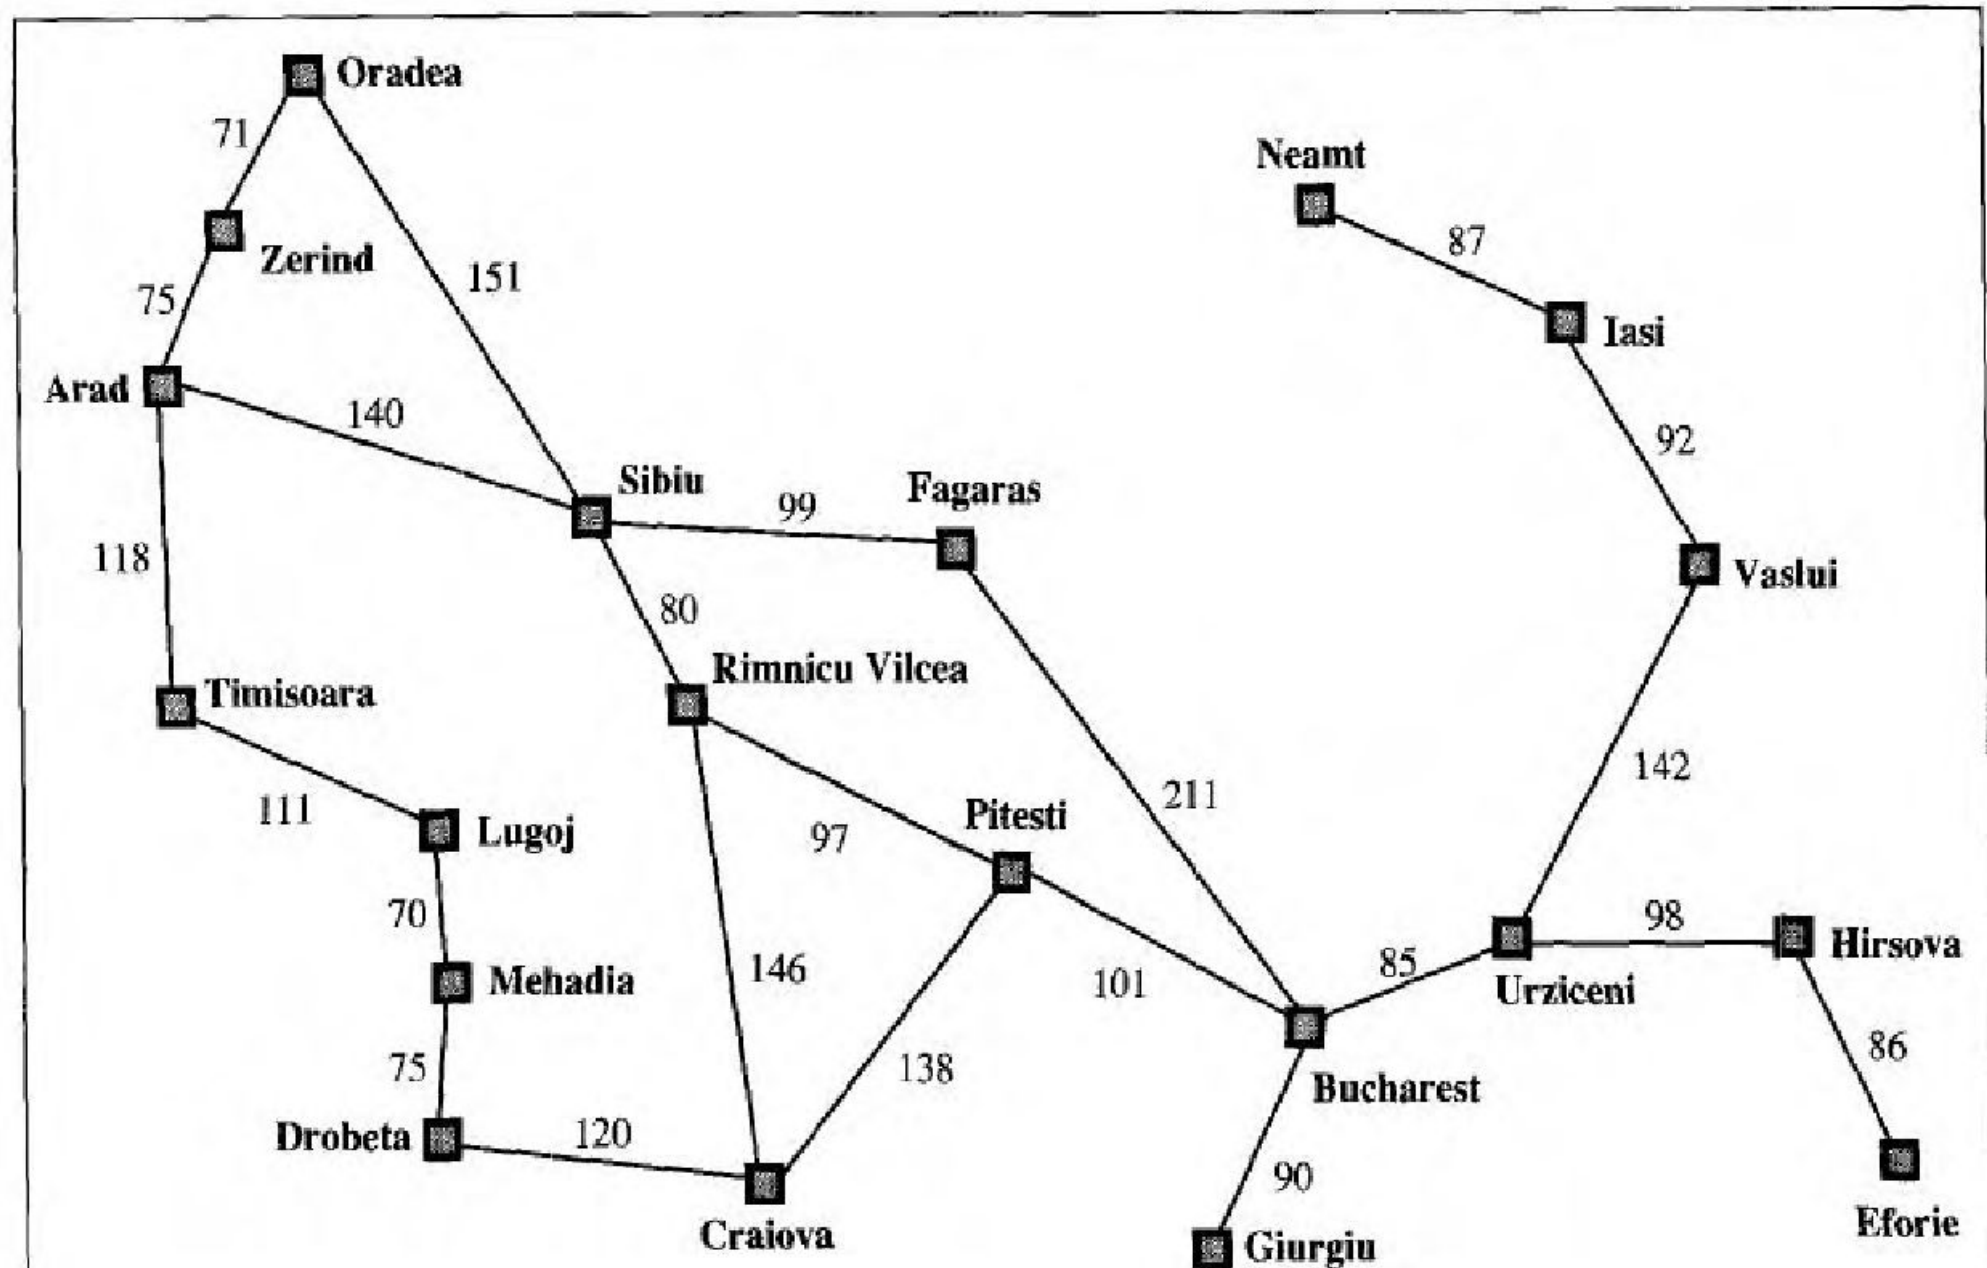 Oradea
71
Neamt
87
Zerind
151
75
Iasi
Arad
140
92
Sibiu
99
Fagaras
118
Vaslui
80
Rimnicu Vilcea
Timisoara
142
211
111
Lugoj
97
Pitesti
70
98
Hirsova
146
101
85
Mehadia
Urziceni
86
75
138
Bucharest
Drobeta
120
90
Craiova
Eforie
Giurgiu